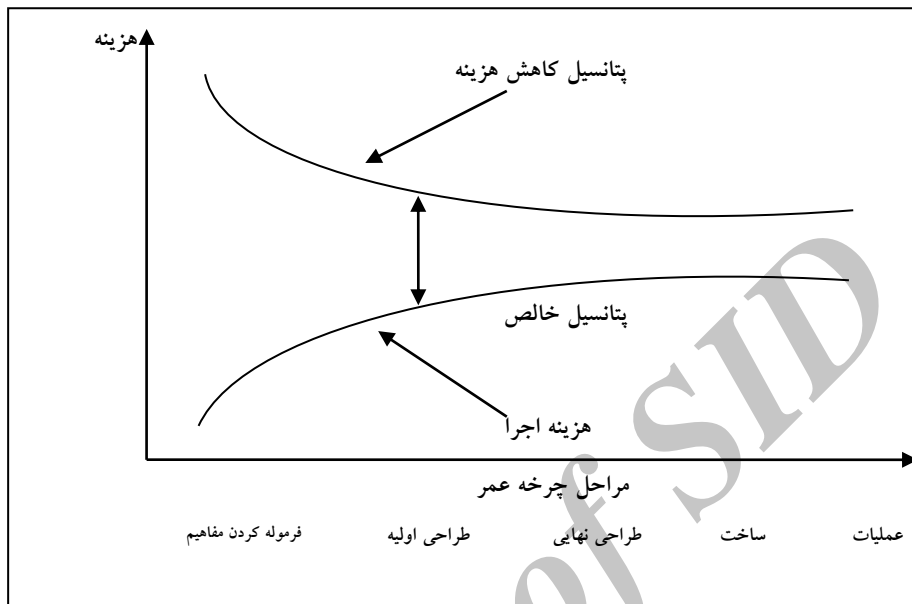 هزینه
پتانسیل کاهش هزینه
پتانسیل خالص
هزینه اجرا
مراحل چرخه عمر
فرموله کردن مفاهیم
طراحی اولیه
طراحی نهایی
ساخت
عملیات
of SID